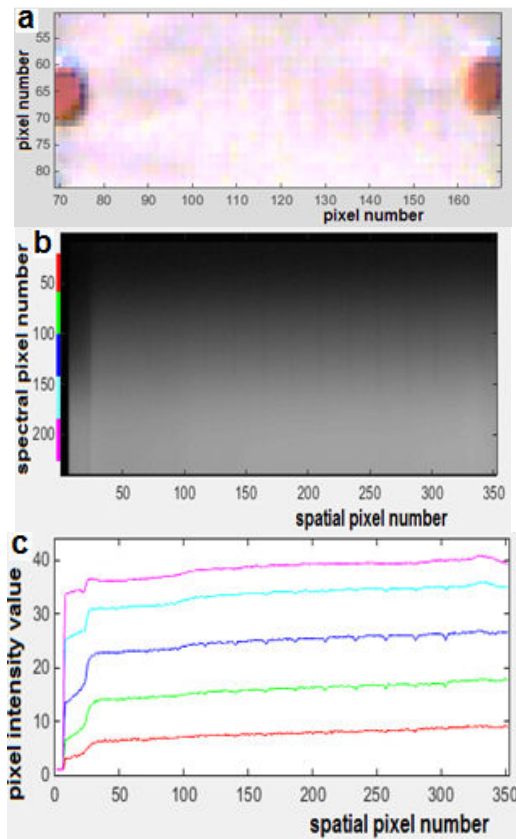 a
50
60
65
70
75
80
pixel number
70 80 90 100 110 120 130 140 150 160
pixel number
b
50
100
150
200
spectral pixel number
50 100 150 200 250 300 350
spatial pixel number
c
40
30
20
10
0
pixel intensity value
0 50 100 150 200 250 300 350
spatial pixel number